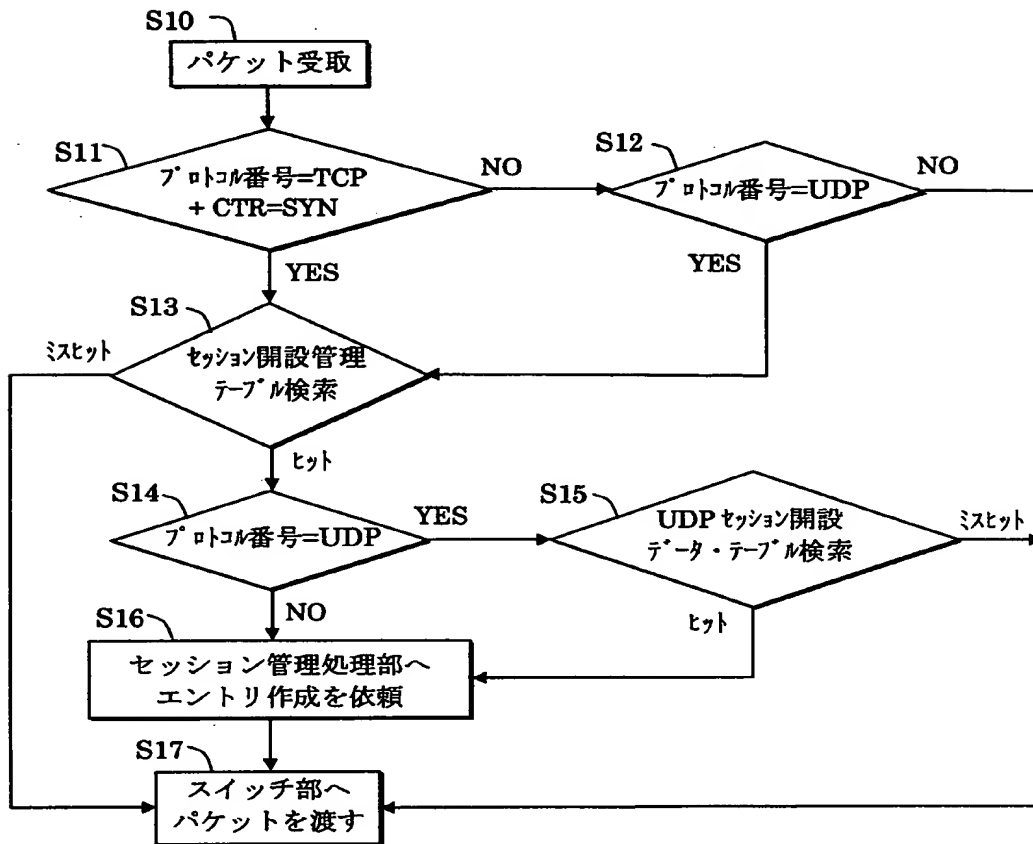 S10
パケット受取
S11
プロトコル番号=TCP
+ CTR=SYN
NO
S12
プロトコル番号=UDP
NO
YES
YES
S13
ミスヒット
セッション開設管理
テーブル検索
ヒット
S14
プロトコル番号=UDP
YES
S15
UDPセッション開設
データ・テーブル検索
ミスヒット
NO
ヒット
S16
セッション管理処理部へ
エントリ作成を依頼
S17
スイッチ部へ
パケットを渡す